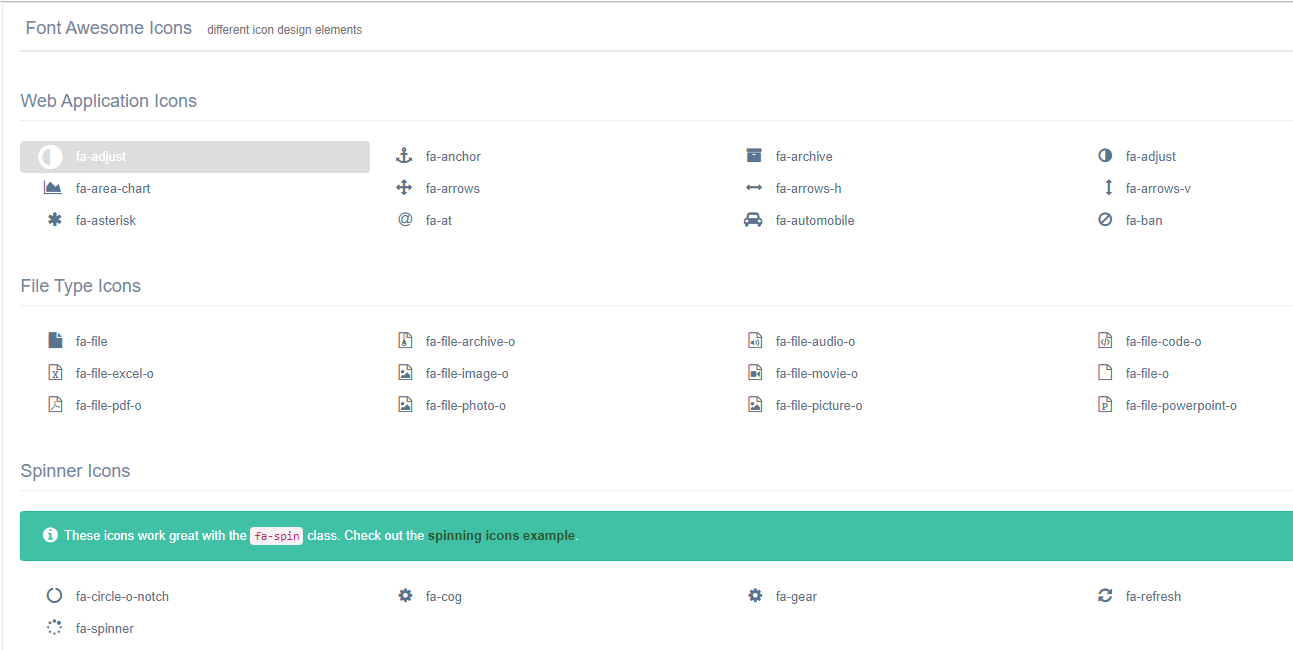 Font Awesome Icons different icon design elements
Web Application Icons
fa-adjust fa-anchor fa-archive fa-adjust
fa-area-chart fa-arrows fa-arrows-h fa-arrows-v
fa-asterisk fa-at fa-automobile fa-ban
File Type Icons
fa-file fa-file-archive-o fa-file-audio-o fa-file-code-o
fa-file-excel-o fa-file-image-o fa-file-movie-o fa-file-o
fa-file-pdf-o fa-file-photo-o fa-file-picture-o fa-file-powerpoint-o
Spinner Icons
These icons work great with the fa-spin class. Check out the spinning icons example.
fa-circle-o-notch fa-cog fa-gear fa-refresh
fa-spinner